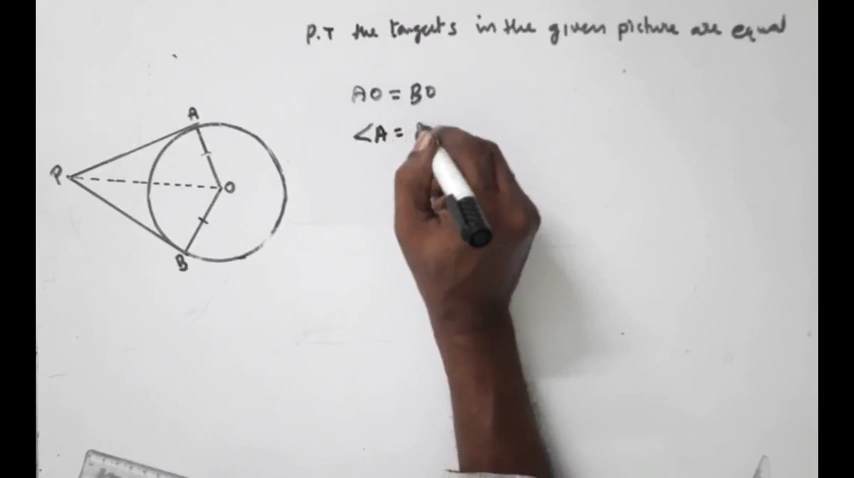 P.T the tangents in the given picture are equal
AO = BO
∠A =
A
P
O
B